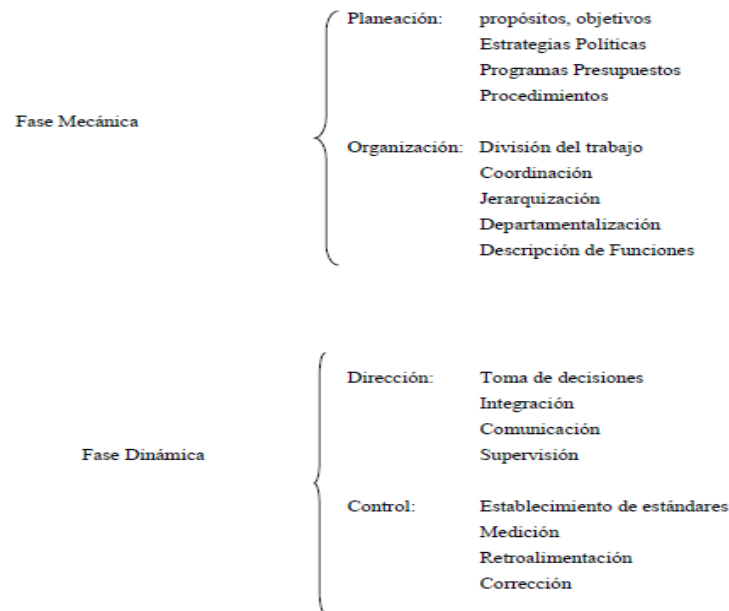 Planeación: propósitos, objetivos
Estrategias Políticas
Programas Presupuestos
Procedimientos
Fase Mecánica
Organización: División del trabajo
Coordinación
Jerarquización
Departamentalización
Descripción de Funciones
Dirección: Toma de decisiones
Integración
Comunicación
Fase Dinámica Supervisión
Control: Establecimiento de estándares
Medición
Retroalimentación
Corrección